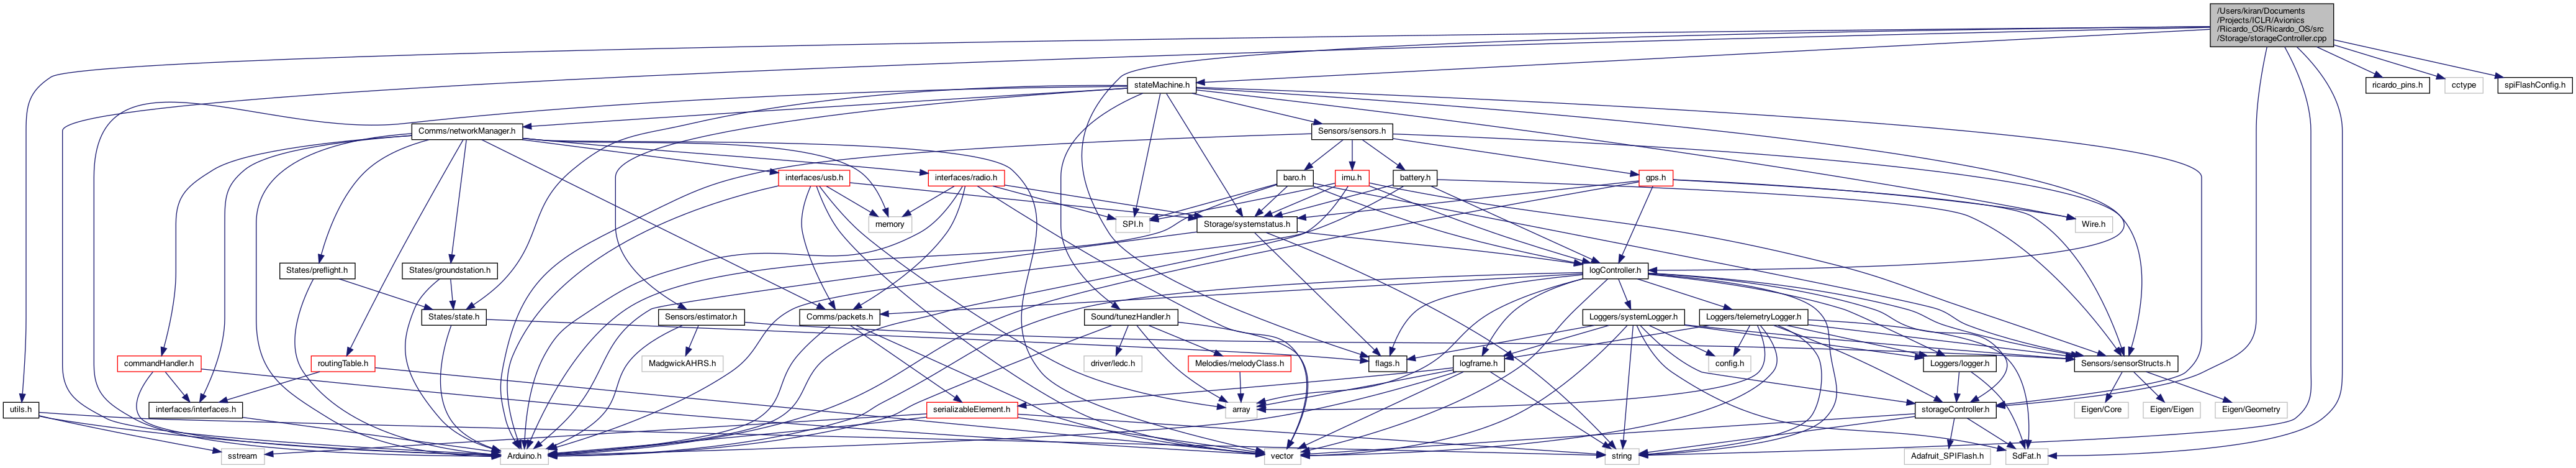 /Users/kiran/Documents
/Projects/ICLR/Avionics
/Ricardo_OS/Ricardo_OS/src
/Storage/storageController.cpp
stateMachine.h
ricardo_pins.h
cctype
spiFlashConfig.h
Comms/networkManager.h
Sensors/sensors.h
interfaces/usb.h
interfaces/radio.h
baro.h
imu.h
battery.h
gps.h
memory
SPI.h
Storage/systemstatus.h
Wire.h
States/preflight.h
States/groundstation.h
logController.h
States/state.h
Sensors/estimator.h
Comms/packets.h
Sound/tunezHandler.h
Loggers/systemLogger.h
Loggers/telemetryLogger.h
commandHandler.h
routingTable.h
MadgwickAHRS.h
driver/ledc.h
Melodies/melodyClass.h
flags.h
logframe.h
config.h
Loggers/logger.h
Sensors/sensorStructs.h
utils.h
interfaces/interfaces.h
serializableElement.h
array
storageController.h
Eigen/Core
Eigen/Eigen
Eigen/Geometry
sstream
Arduino.h
vector
string
Adafruit_SPIFlash.h
SdFat.h